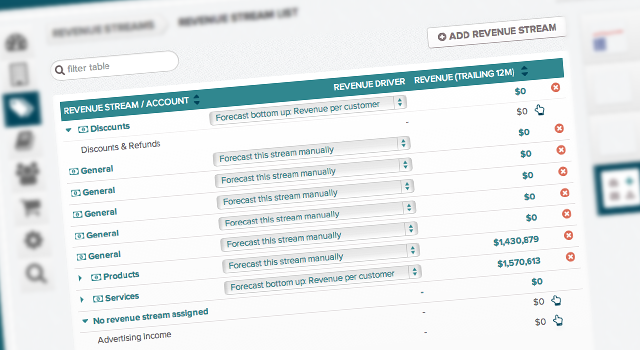 REVENUE STREAMS REVENUE STREAM LIST
filter table
ADD REVENUE STREAM
REVENUE STREAM / ACCOUNT REVENUE DRIVER REVENUE (TRAILING 12M)
Discounts Forecast bottom up: Revenue per customer $0
Discounts & Refunds - $0
General Forecast this stream manually $0
General Forecast this stream manually $0
General Forecast this stream manually $0
General Forecast this stream manually $0
General Forecast this stream manually $0
Products Forecast this stream manually $1,430,879
Services Forecast bottom up: Revenue per customer $1,570,613
No revenue stream assigned - $0
Advertising Income - $0
- $0